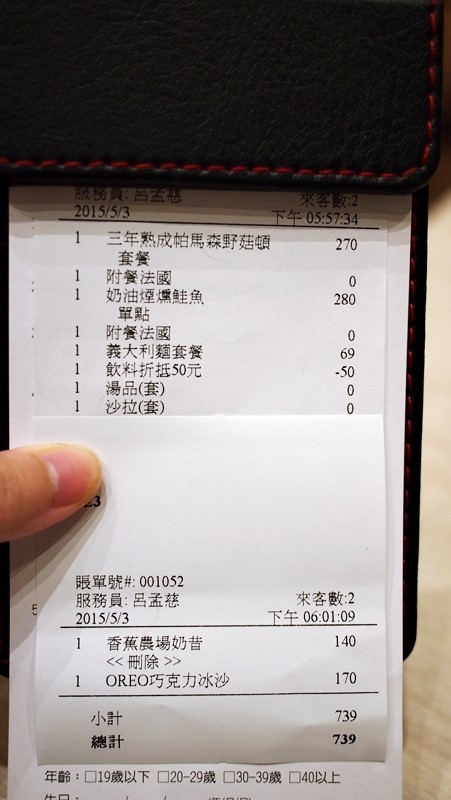 服務員: 呂孟慈 來客數:2
2015/5/3 下午 05:57:34
1 三年熟成帕馬森野菇頓 270
套餐
1 附餐法國 0
1 奶油煙燻鮭魚 280
單點
1 附餐法國 0
1 義大利麵套餐 69
1 飲料折抵50元 -50
1 湯品(套) 0
1 沙拉(套) 0
23
賬單號#: 001052
服務員: 呂孟慈 來客數:2
2015/5/3 下午 06:01:09
1 香蕉農場奶昔 140
<< 刪除 >>
1 OREO巧克力冰沙 170
小計 739
總計 739
年齡：□19歲以下 □20-29歲 □30-39歲 □40以上